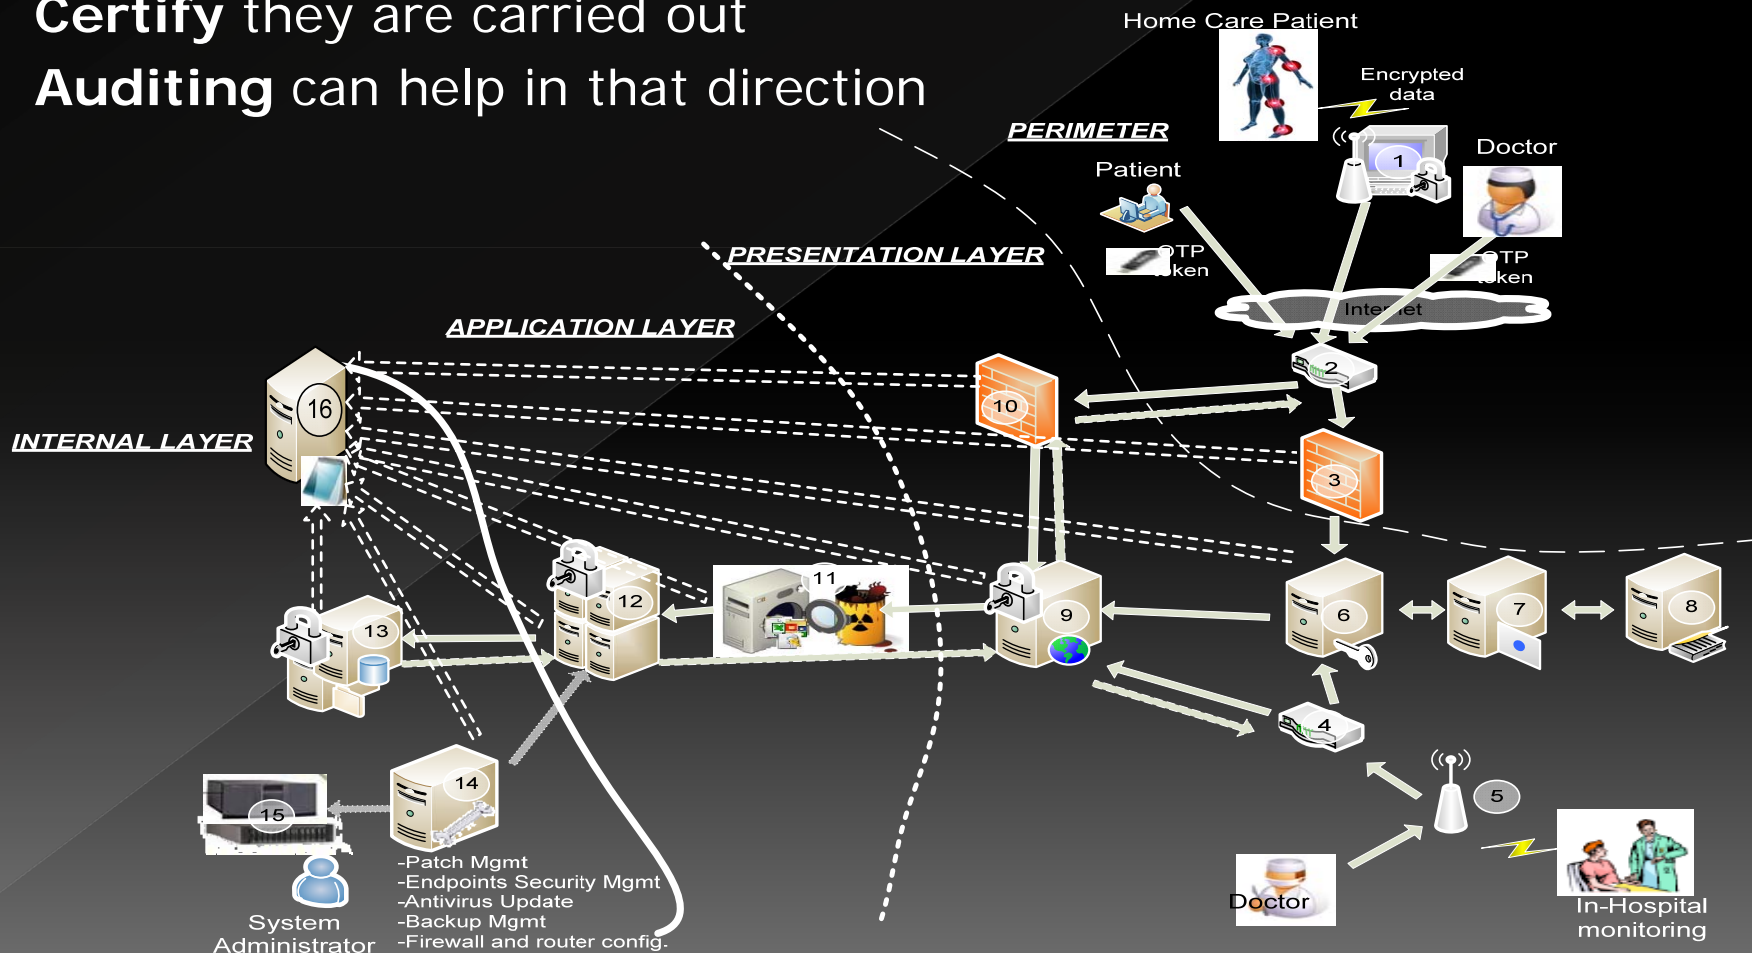 Certify they are carried out
Auditing can help in that direction
Home Care Patient
Encrypted
data
PERIMETER
Patient
1
Doctor
PRESENTATION LAYER
OTP
token
OTP
token
Internet
APPLICATION LAYER
2
16
10
INTERNAL LAYER
3
11
12
9
6
7
8
13
4
14
5
15
-Patch Mgmt
-Endpoints Security Mgmt
-Antivirus Update
-Backup Mgmt
-Firewall and router config.
System
Administrator
Doctor
In-Hospital
monitoring